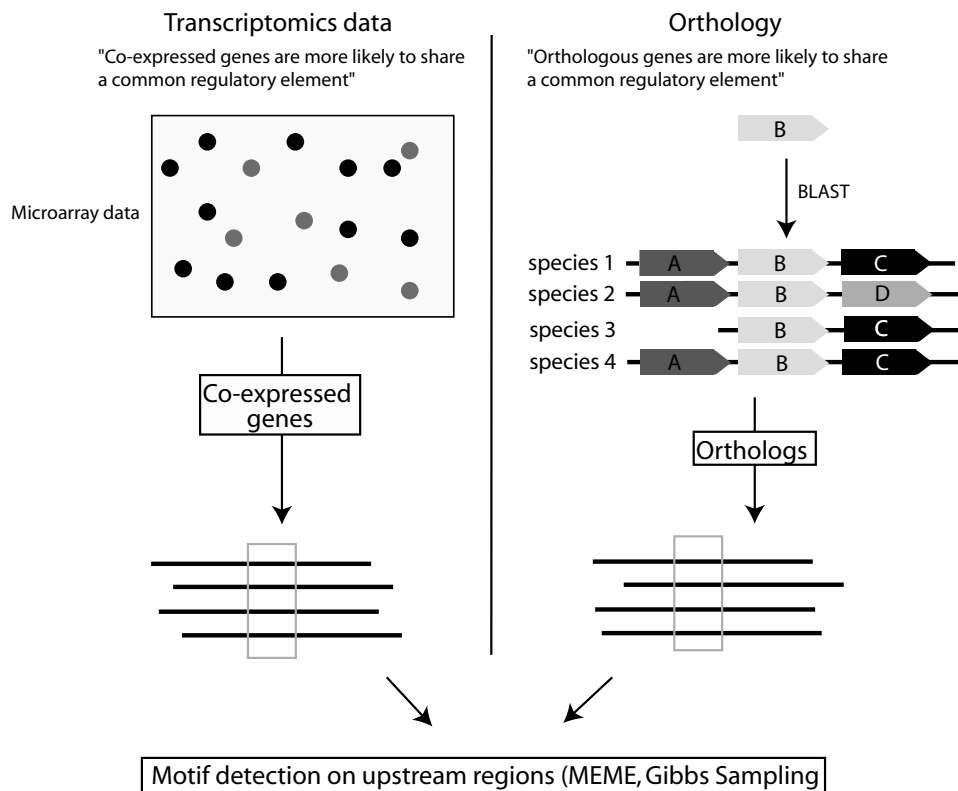 Transcriptomics data
"Co-expressed genes are more likely to share
a common regulatory element"
Microarray data
Co-expressed
genes
Orthology
"Orthologous genes are more likely to share
a common regulatory element"
B
BLAST
species 1 A B C
species 2 A B D
species 3 B C
species 4 A B C
Orthologs
Motif detection on upstream regions (MEME, Gibbs Sampling